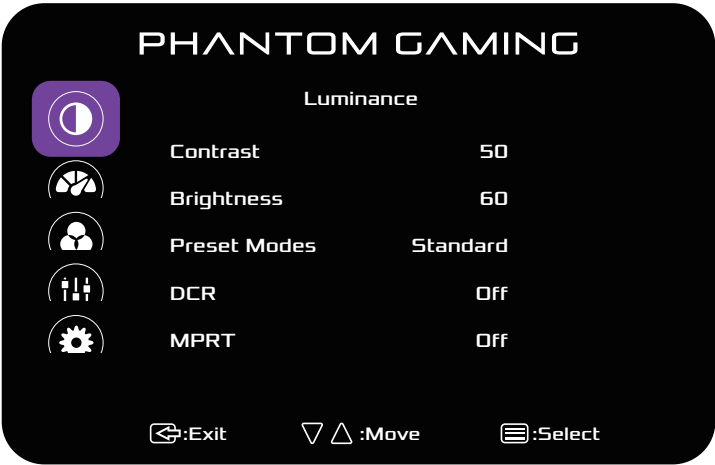 PHANTOM GAMING
Luminance
Contrast 50
Brightness 60
Preset Modes Standard
DCR Off
MPRT Off
:Exit :Move :Select